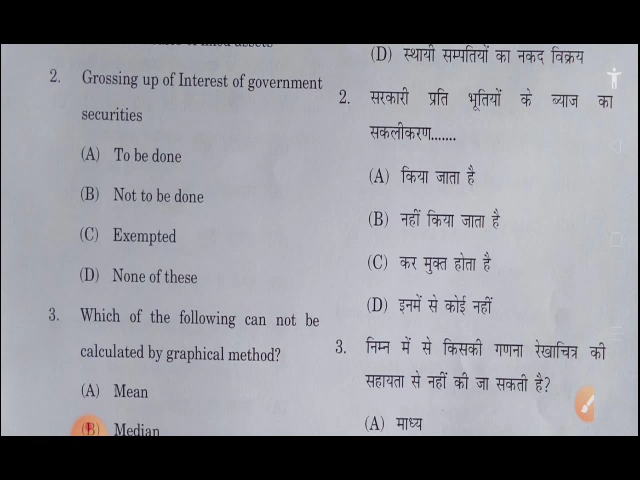 2. Grossing up of Interest of government
securities
(A) To be done
(B) Not to be done
(C) Exempted
(D) None of these
3. Which of the following can not be
calculated by graphical method?
(A) Mean
(B) Median
(D) स्थायी सम्पतियों का नकद विक्रय
2. सरकारी प्रति भूतियों के ब्याज का
सकलीकरण.......
(A) किया जाता है
(B) नहीं किया जाता है
(C) कर मुक्त होता है
(D) इनमें से कोई नहीं
3. निम्न में से किसकी गणना रेखाचित्र की
सहायता से नहीं की जा सकती है?
(A) माध्य